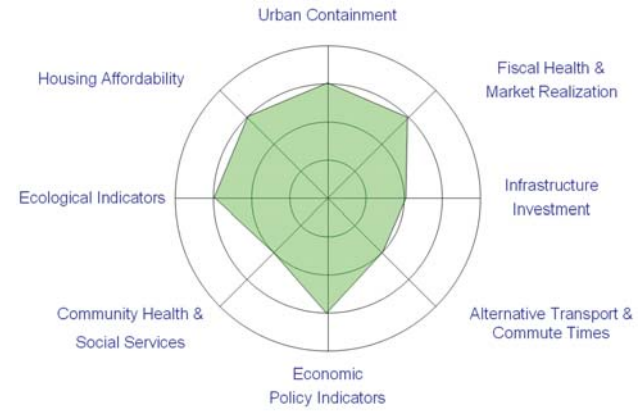 Urban Containment
Fiscal Health &
Market Realization
Housing Affordability
Infrastructure
Investment
Ecological Indicators
Alternative Transport &
Commute Times
Community Health &
Social Services
Economic
Policy Indicators